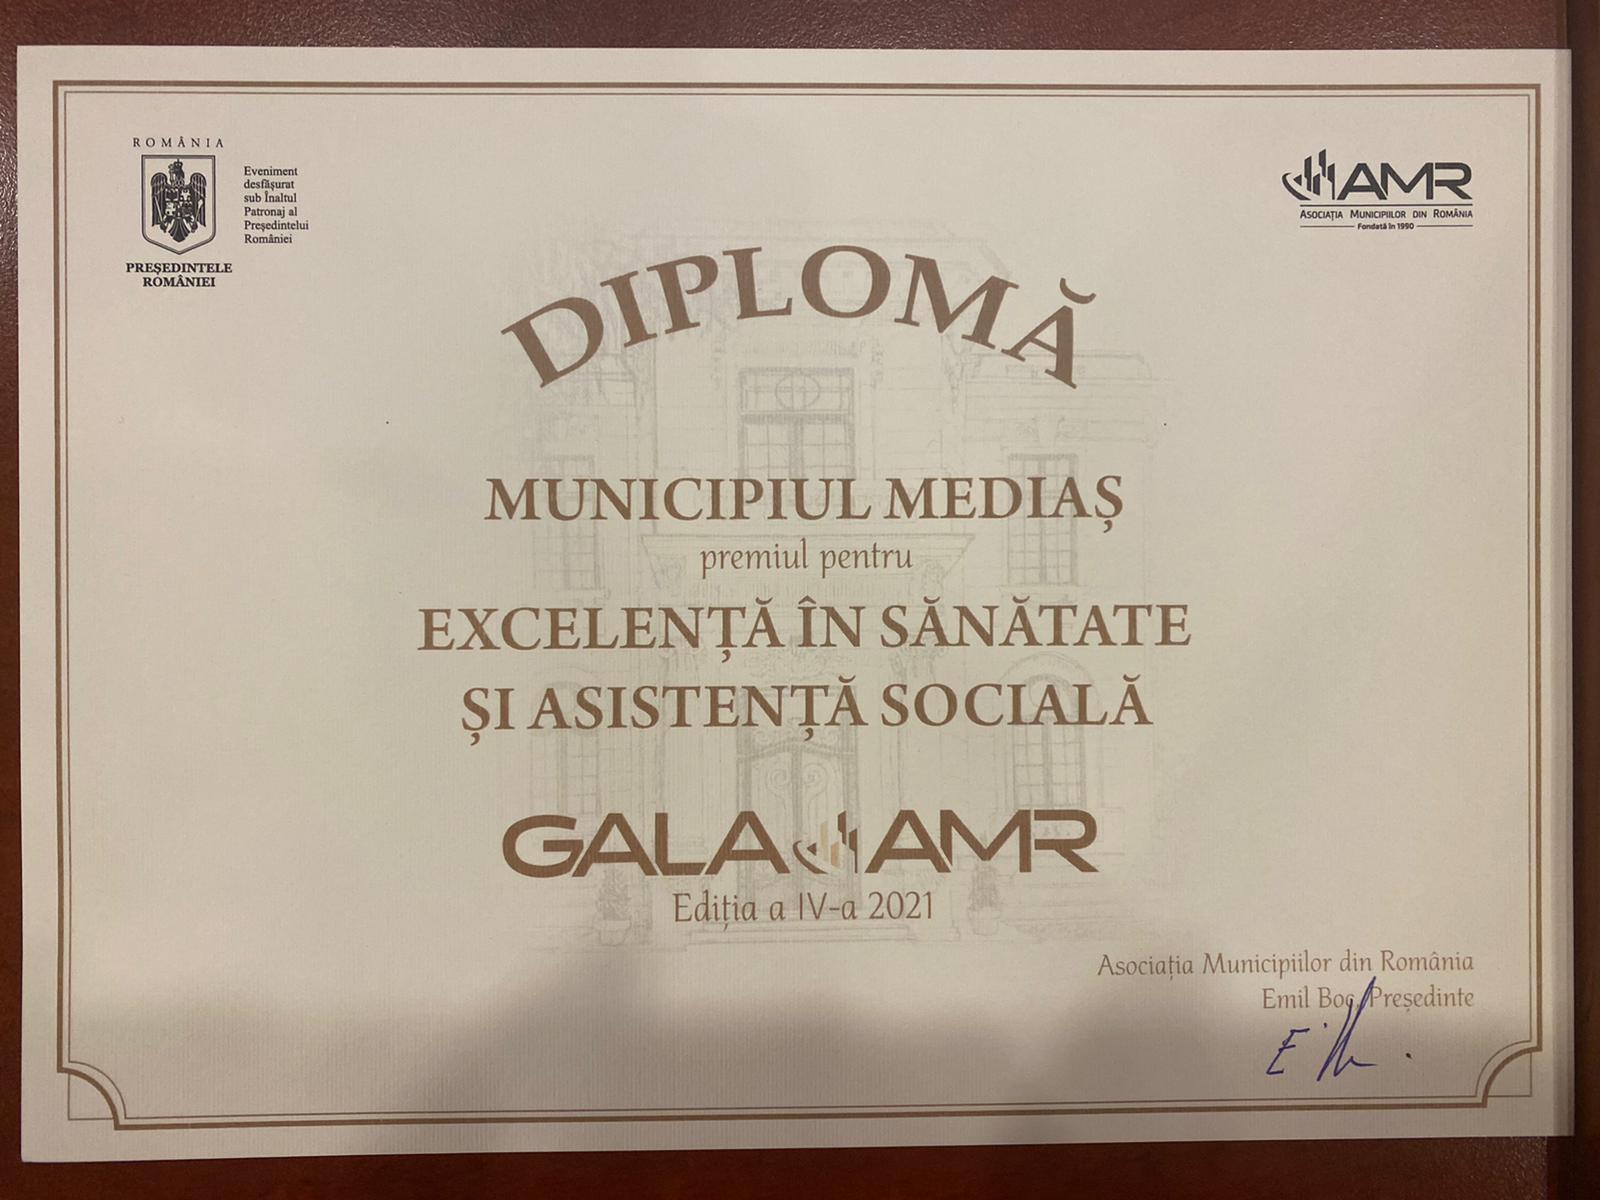 ROMÂNIA
Eveniment
desfășurat
sub Înaltul
Patronaj al
Președintelui
României
PREȘEDINTELE
ROMÂNIEI
AMR
ASOCIAȚIA MUNICIPIILOR DIN ROMÂNIA
Fondată în 1990
DIPLOMĂ
MUNICIPIUL MEDIAȘ
premiul pentru
EXCELENȚĂ ÎN SĂNĂTATE
ȘI ASISTENȚĂ SOCIALĂ
GALA AMR
Ediția a IV-a 2021
Asociația Municipiilor din România
Emil Boc, Președinte